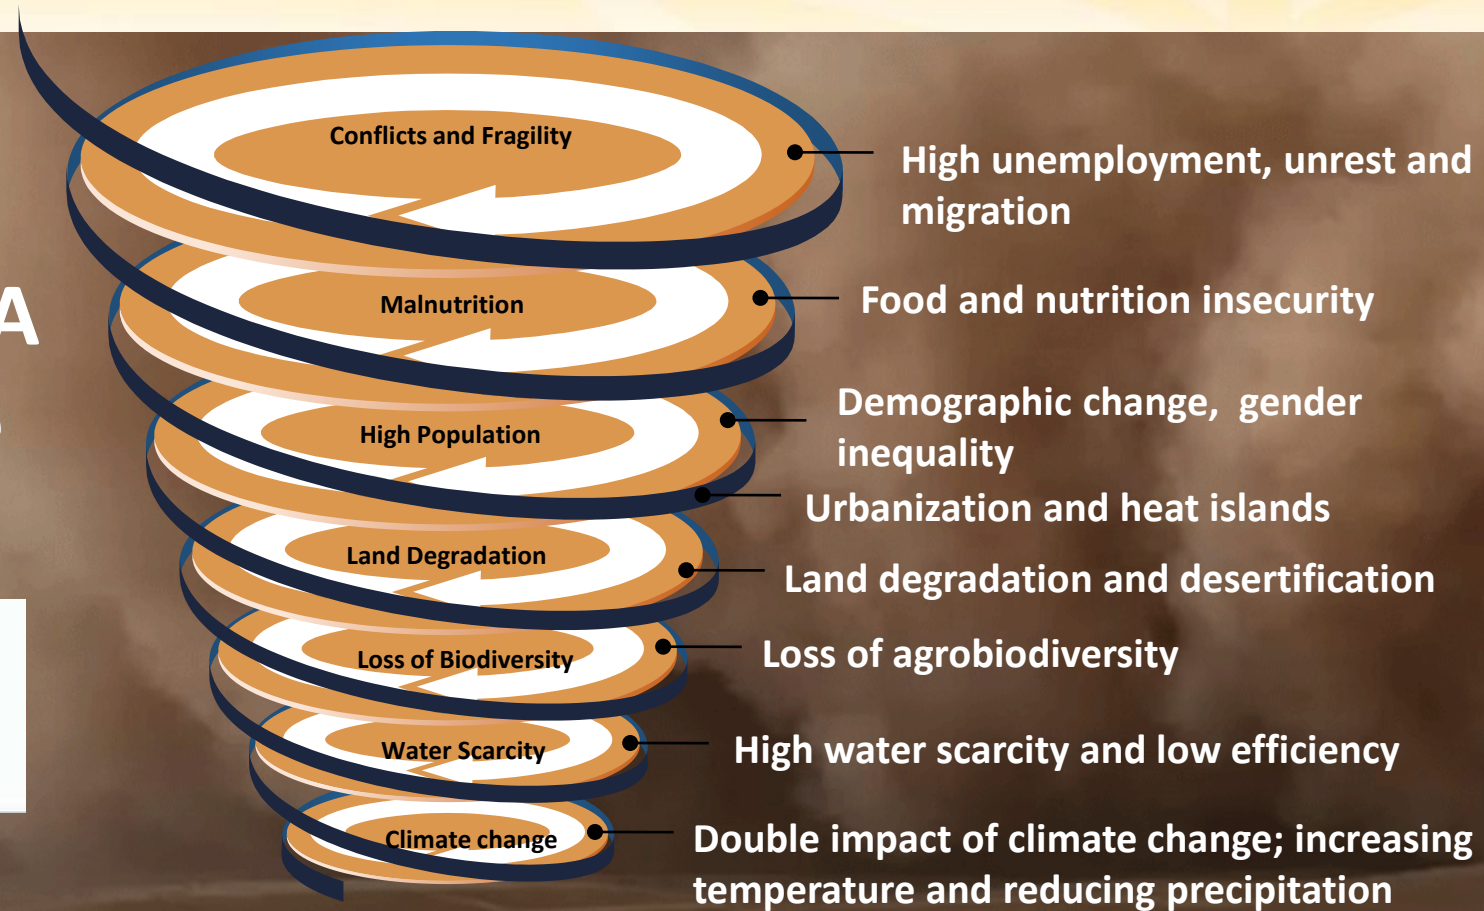 Conflicts and Fragility
High unemployment, unrest and
migration
A
Malnutrition
Food and nutrition insecurity
High Population
Demographic change, gender
inequality
Urbanization and heat islands
Land Degradation
Land degradation and desertification
Loss of Biodiversity
Loss of agrobiodiversity
Water Scarcity
High water scarcity and low efficiency
Climate change
Double impact of climate change; increasing
temperature and reducing precipitation